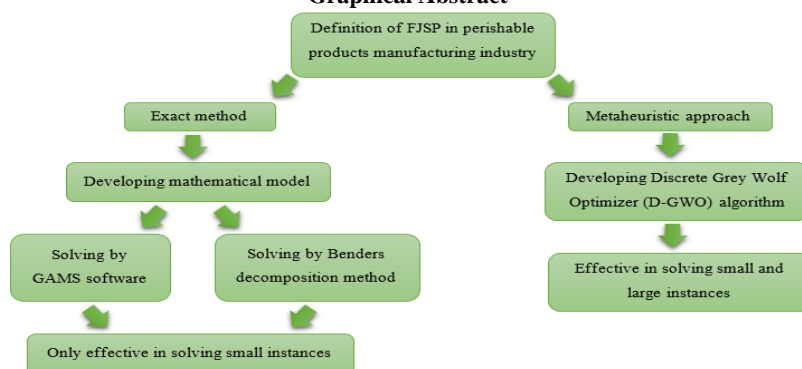 Graphical Abstract
Definition of FJSP in perishable
products manufacturing industry
Exact method
Metaheuristic approach
Developing mathematical model
Developing Discrete Grey Wolf
Optimizer (D-GWO) algorithm
Solving by
GAMS software
Solving by Benders
decomposition method
Effective in solving small and
large instances
Only effective in solving small instances